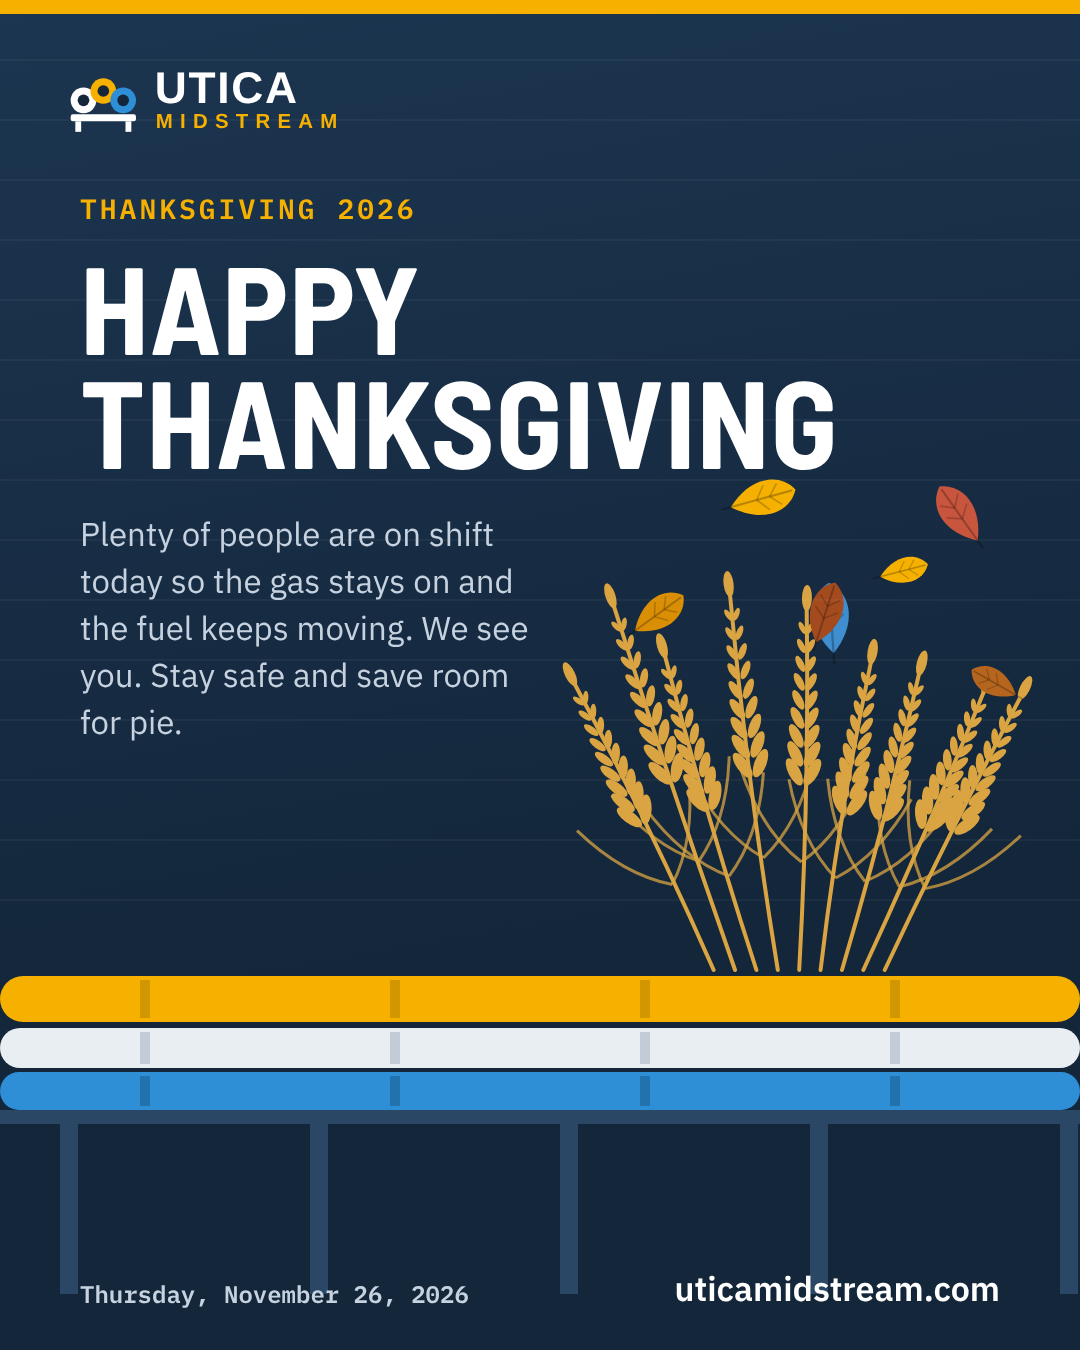 UTICA
MIDSTREAM
THANKSGIVING 2026
HAPPY
THANKSGIVING
Plenty of people are on shift
today so the gas stays on and
the fuel keeps moving. We see
you. Stay safe and save room
for pie.
Thursday, November 26, 2026
uticamidstream.com